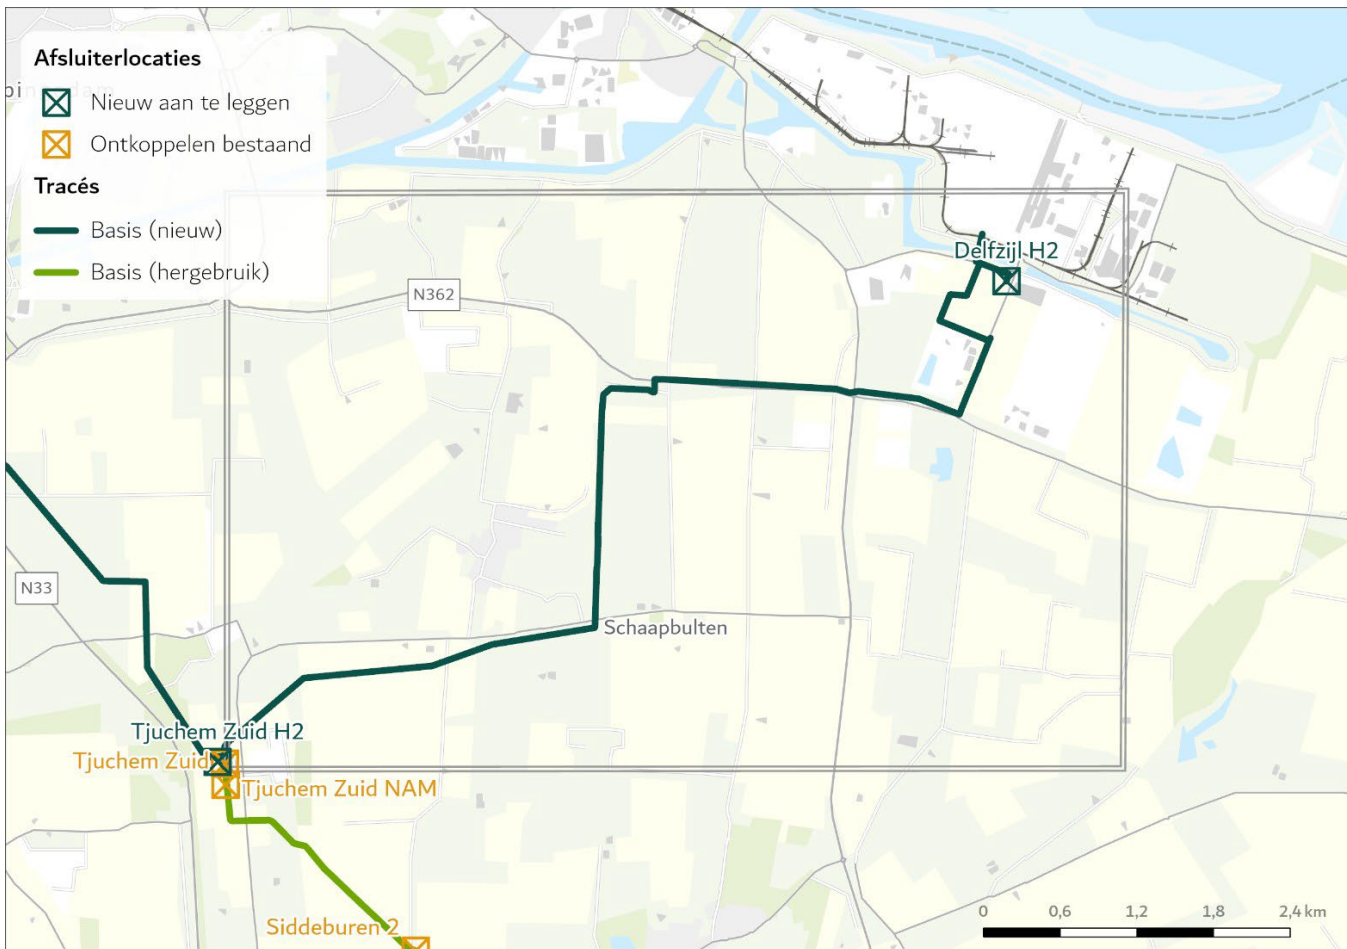 Afsluiterlocaties
Nieuw aan te leggen
Ontkoppelen bestaand
Tracés
Basis (nieuw)
Basis (hergebruik)
Delfzijl H2
N362
N33
Schaapbulten
Tjuchem Zuid H2
Tjuchem Zuid
Tjuchem Zuid NAM
Siddeburen 2
0 0,6 1,2 1,8 2,4 km